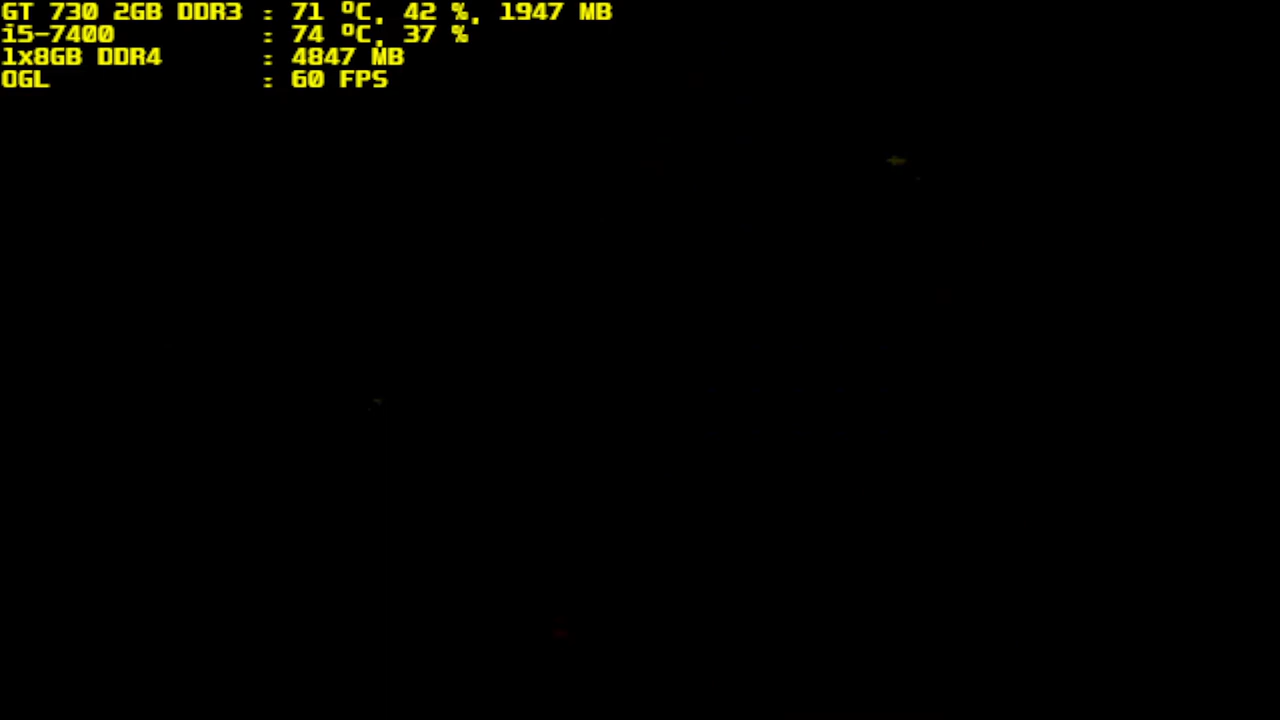 GT 730 2GB DDR3 : 71 ºC, 42 %, 1947 MB
i5-7400 : 74 ºC, 37 %
1x8GB DDR4 : 4847 MB
OGL : 60 FPS